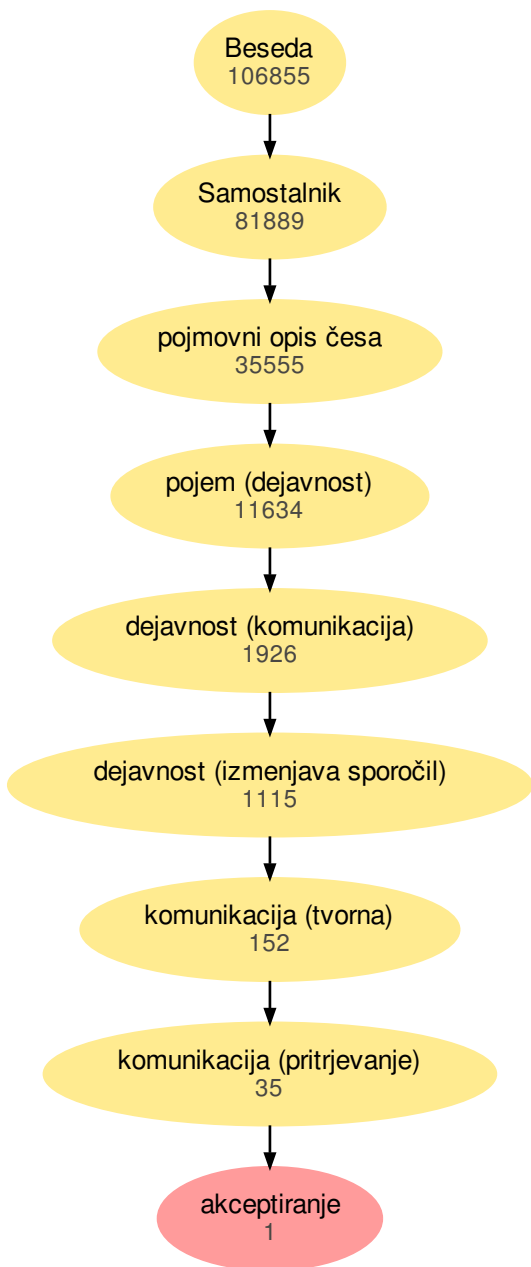 Beseda
106855
Samostalnik
81889
pojmovni opis česa
35555
pojem (dejavnost)
11634
dejavnost (komunikacija)
1926
dejavnost (izmenjava sporočil)
1115
komunikacija (tvorna)
152
komunikacija (pritrjevanje)
35
akceptiranje
1